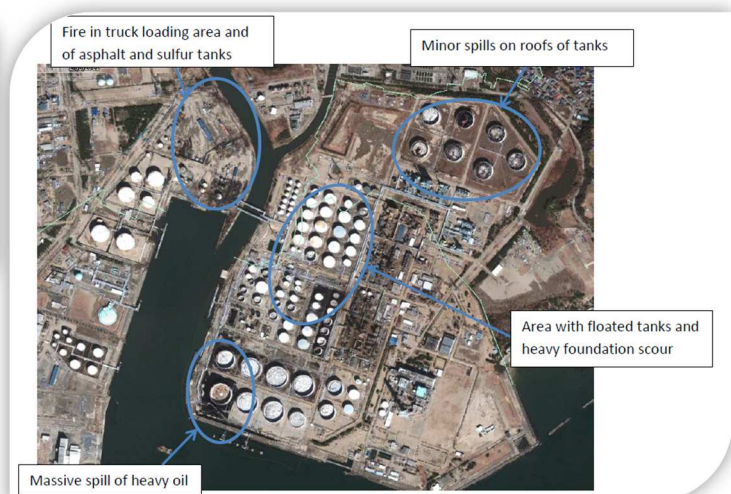 Fire in truck loading area and
of asphalt and sulfur tanks
Minor spills on roofs of tanks
Area with floated tanks and
heavy foundation scour
Massive spill of heavy oil